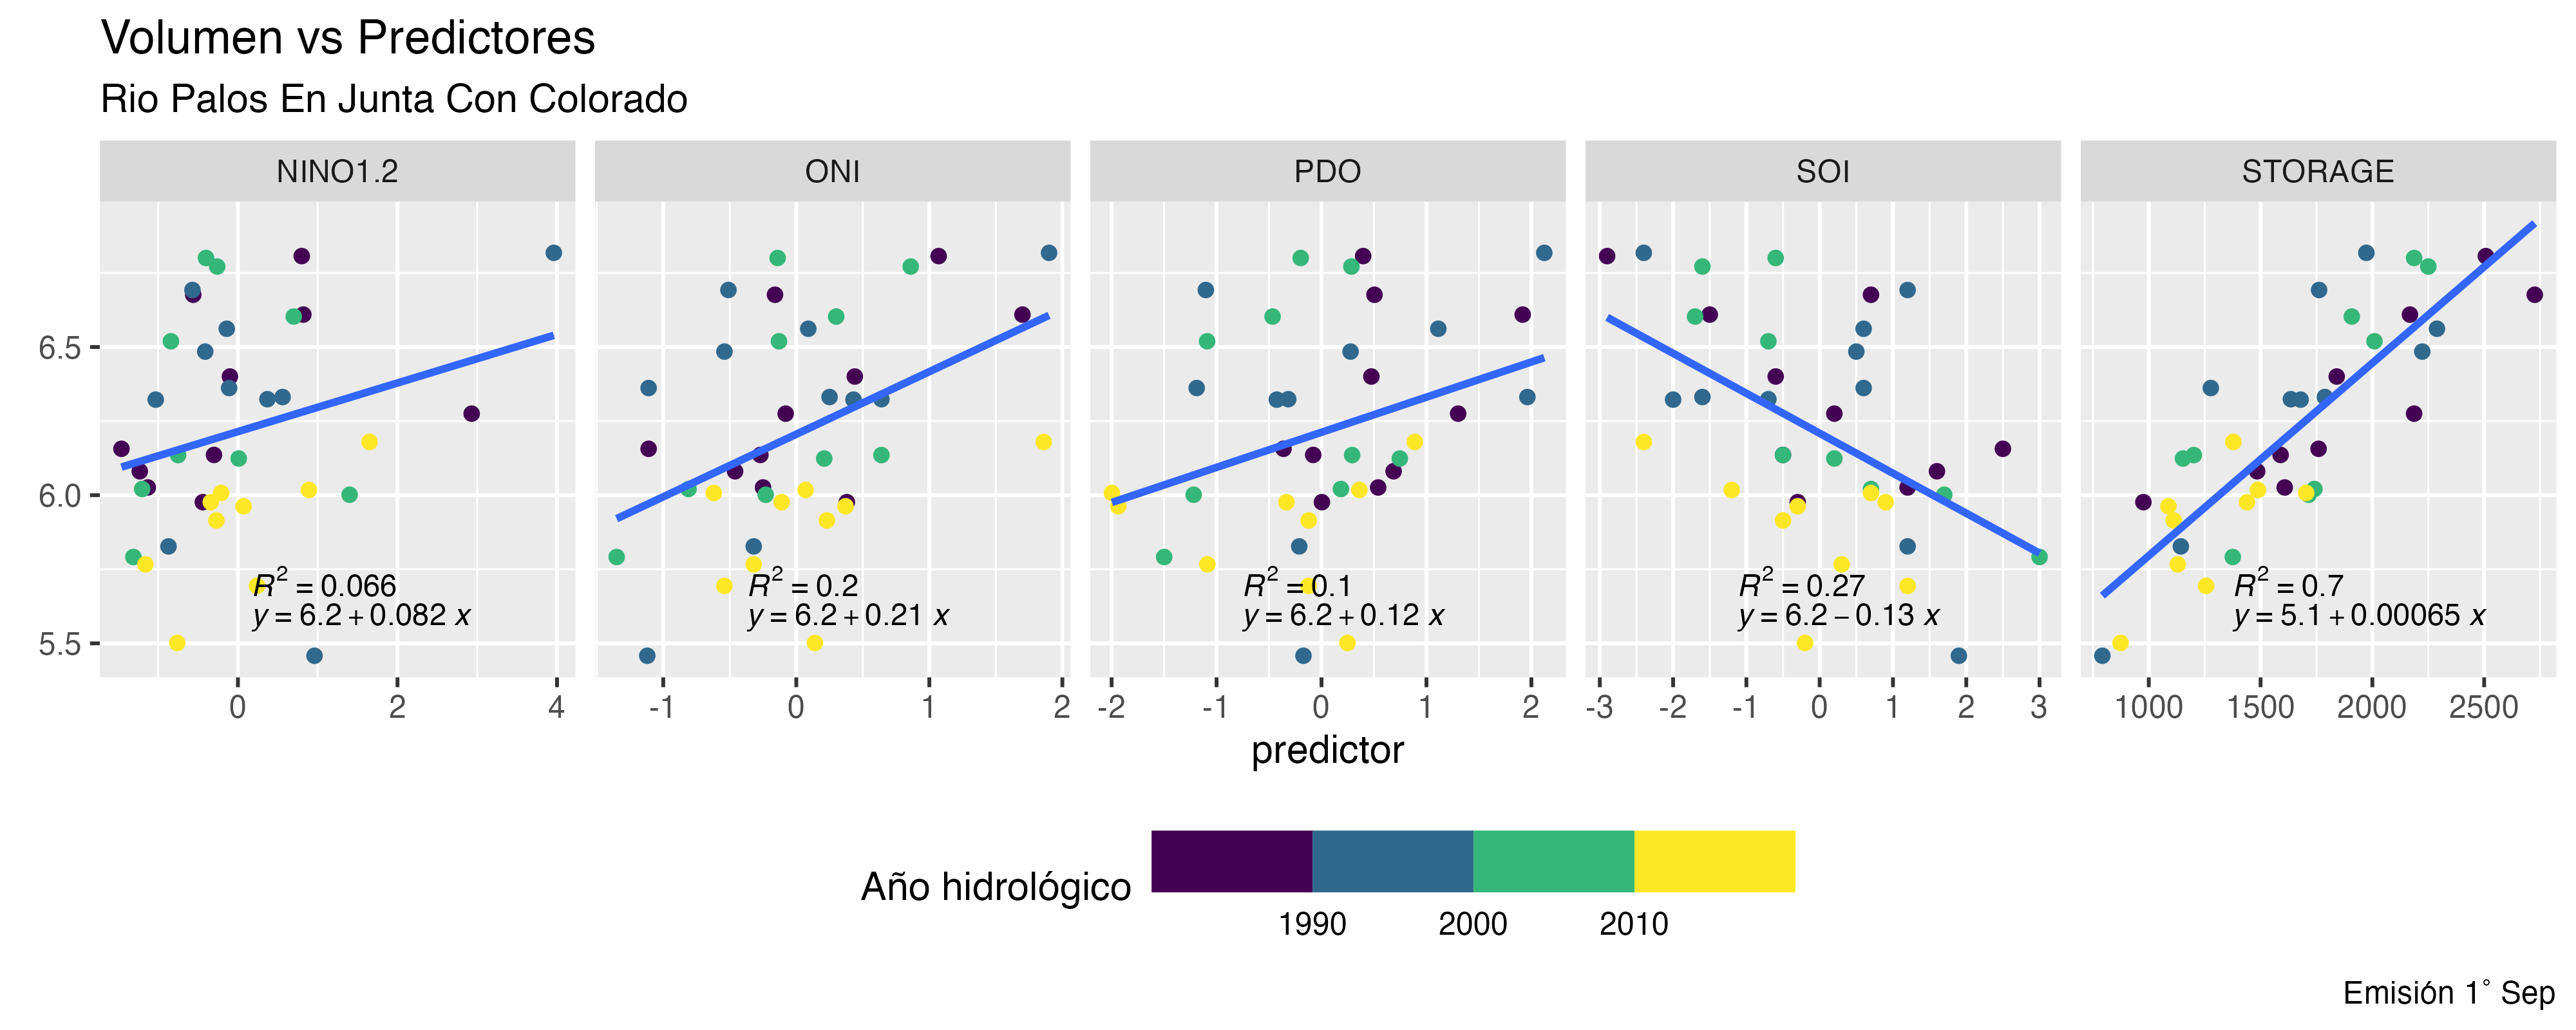 Volumen vs Predictores
Rio Palos En Junta Con Colorado
NINO1.2 ONI PDO SOI STORAGE
6.5
6.0
5.5
R² = 0.066 R² = 0.2 R² = 0.1 R² = 0.27 R² = 0.7
y = 6.2 + 0.082 x y = 6.2 + 0.21 x y = 6.2 + 0.12 x y = 6.2 − 0.13 x y = 5.1 + 0.00065 x
0 2 4 -1 0 1 2 -2 -1 0 1 2 -3 -2 -1 0 1 2 3 1000 1500 2000 2500
predictor
Año hidrológico
1990 2000 2010
Emisión 1° Sep